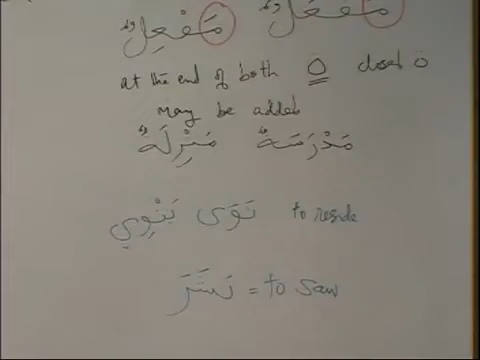 مَفْعَلٌ مَفْعِلٌ
at the end of both ة closed ة
may be added
مَدْرَسَةٌ مَنْزِلَةٌ
نَوَى يَنْوِي to reside
نَشَرَ = to saw